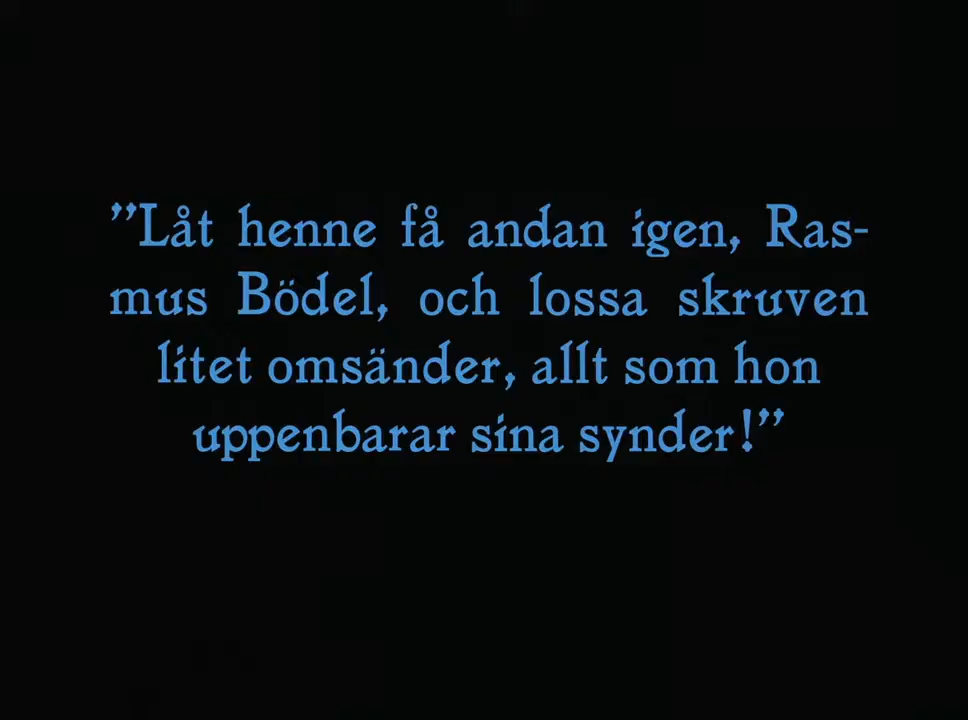 ”Låt henne få andan igen, Ras-
mus Bödel, och lossa skruven
litet omsänder, allt som hon
uppenbarar sina synder!”